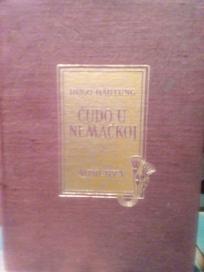 HUGO HARTUNG
ČUDO U
NEMAČKOJ
MINERVA